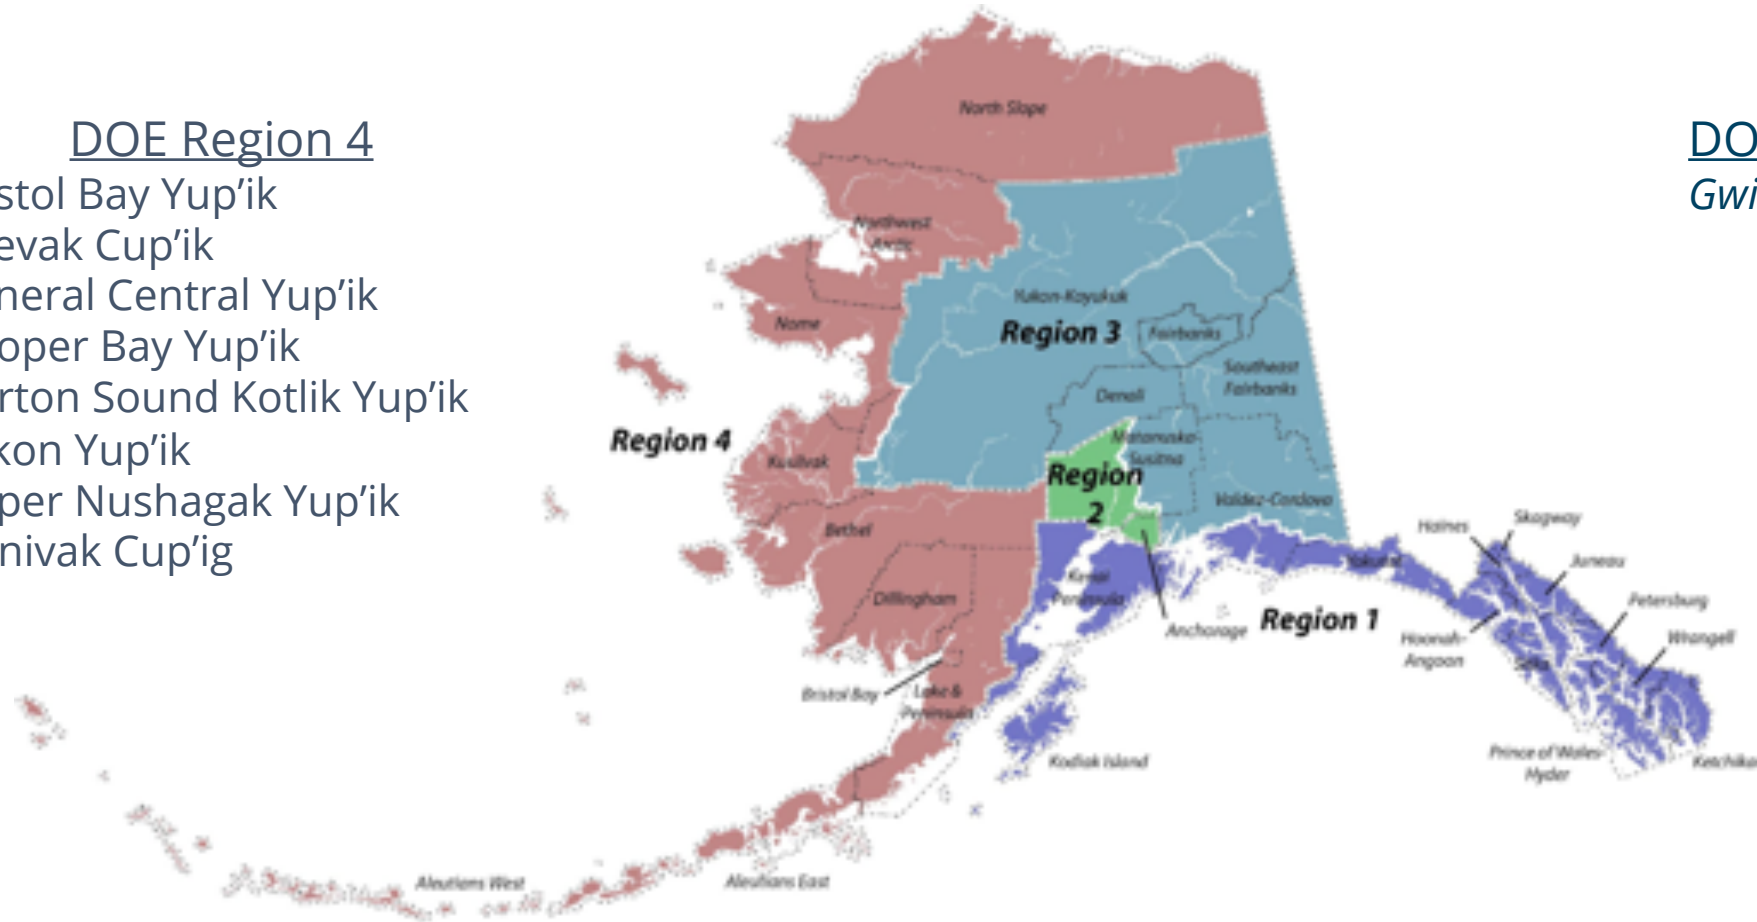 DOE Region 4
stol Bay Yup’ik
evak Cup’ik
neral Central Yup’ik
oper Bay Yup’ik
rton Sound Kotlik Yup’ik
kon Yup’ik
per Nushagak Yup’ik
nivak Cup’ig
North Slope
Northwest
Arctic
Nome
Yukon-Koyukuk
Region 3
Fairbanks
Southeast
Fairbanks
Denali
Region 4
Kusilvak
Matanuska-
Susitna
Region
2
Valdez-Cordova
Bethel
Dillingham
Kenai
Peninsula
Anchorage
Region 1
Yakutat
Haines
Skagway
Juneau
Petersburg
Wrangell
Hoonah-
Angoon
Sitka
Bristol Bay
Lake &
Peninsula
Kodiak Island
Prince of Wales-
Hyder
Ketchika
Aleutians West
Aleutians East
DO
Gwi